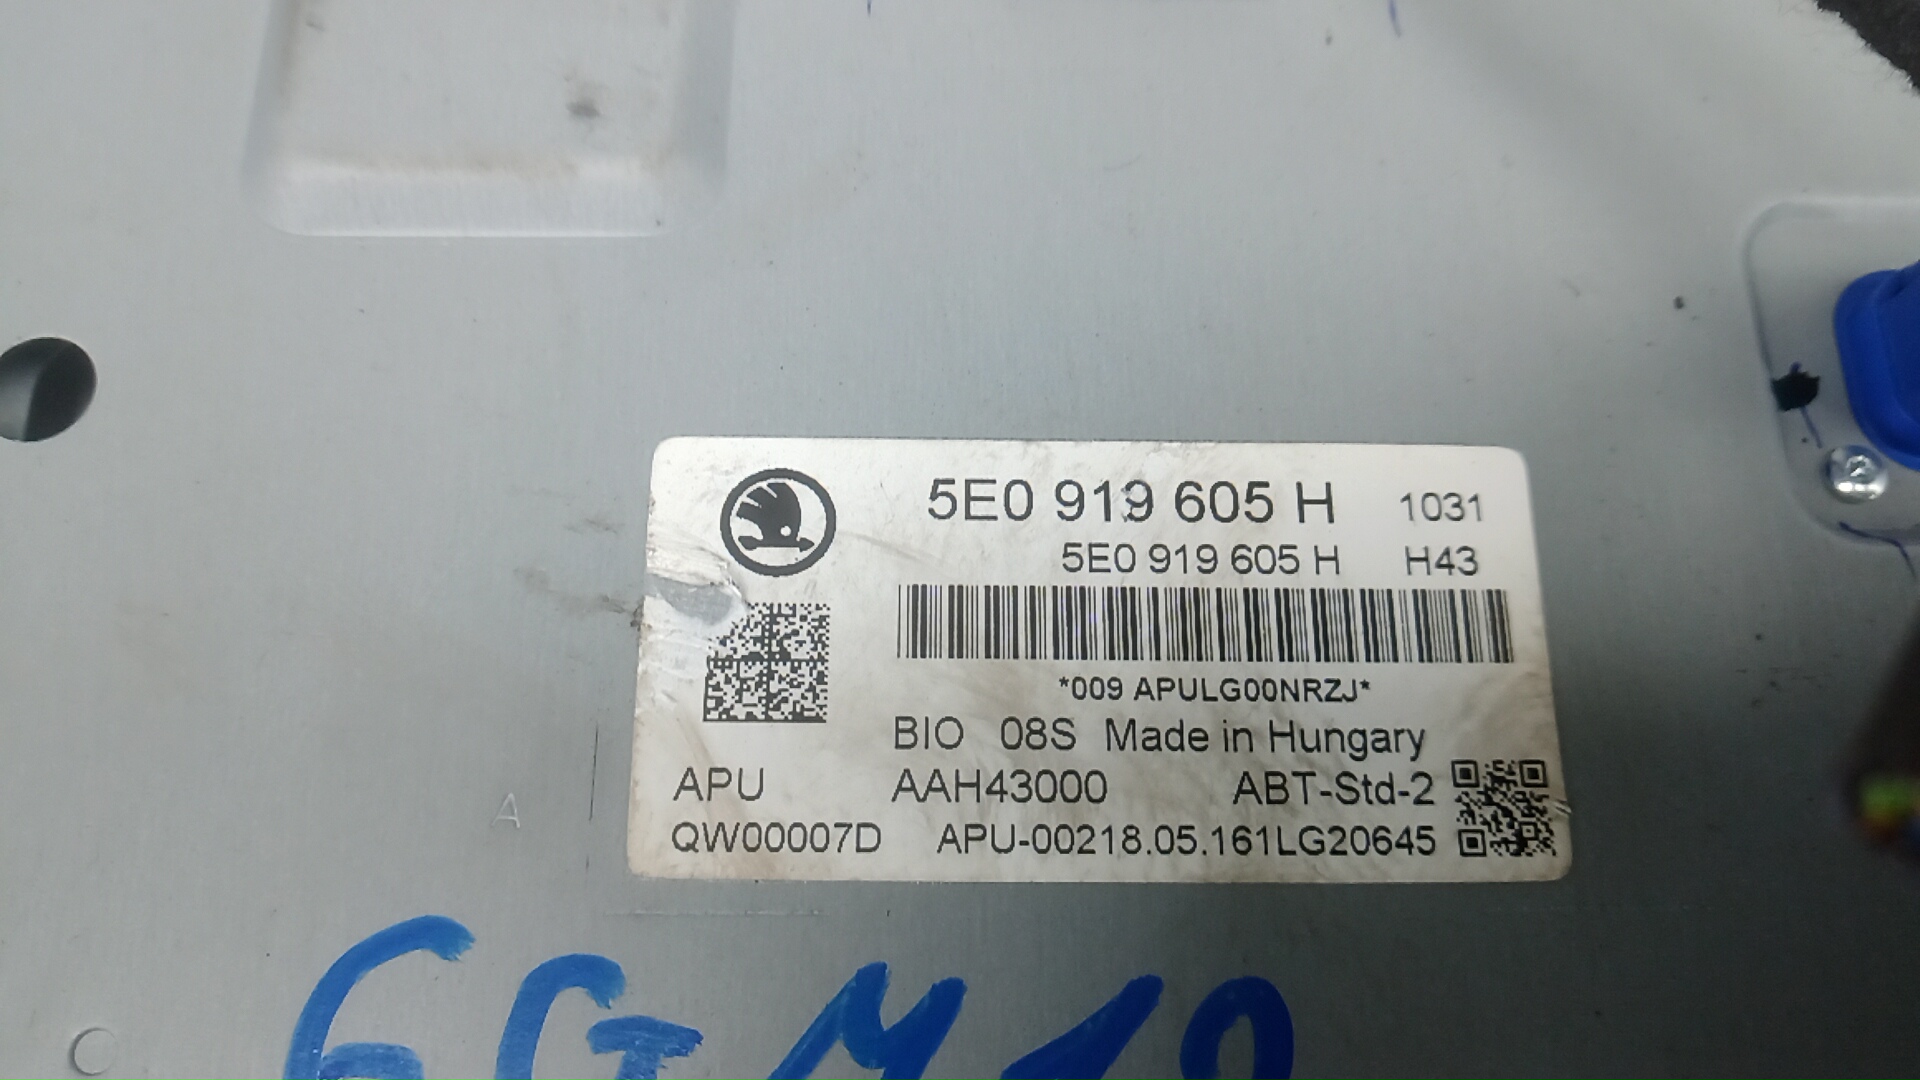 5E0 919 605 H 1031
5E0 919 605 H H43
*009 APULG00NRZJ*
BIO 08S Made in Hungary
APU AAH43000 ABT-Std-2
QW00007D APU-00218.05.161LG20645
A